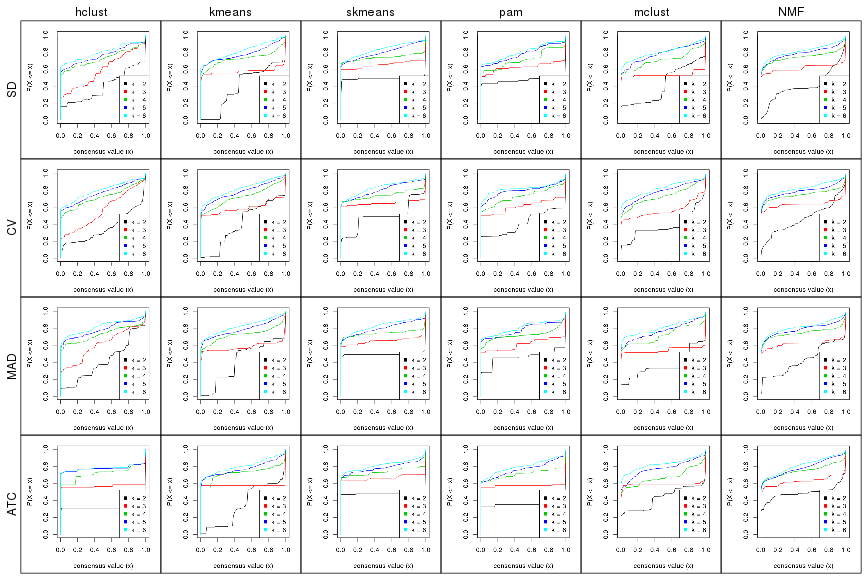 hclust kmeans skmeans pam mclust NMF
SD
CV
MAD
ATC
P(X <= x)
consensus value (x)
0.0 0.2 0.4 0.6 0.8 1.0
k = 2
k = 3
k = 4
k = 5
k = 6